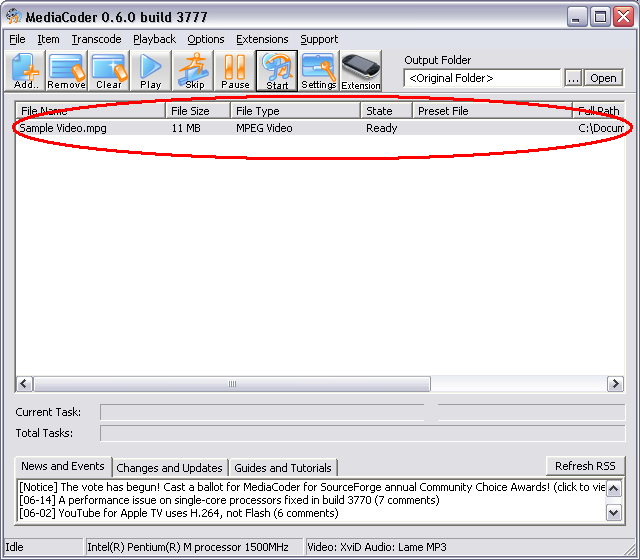 MediaCoder 0.6.0 build 3777
File Item Transcode Playback Options Extensions Support
Add.. Remove Clear Play Skip Pause Start Settings Extension
Output Folder
<Original Folder> ... Open
File Name File Size File Type State Preset File Full Path
Sample Video.mpg 11 MB MPEG Video Ready C:\Docum
Current Task:
Total Tasks:
News and Events Changes and Updates Guides and Tutorials Refresh RSS
[Notice] The vote has begun! Cast a ballot for MediaCoder for SourceForge annual Community Choice Awards! (click to vie
[06-14] A performance issue on single-core processors fixed in build 3770 (7 comments)
[06-02] YouTube for Apple TV uses H.264, not Flash (6 comments)
Idle Intel(R) Pentium(R) M processor 1500MHz Video: XviD Audio: Lame MP3